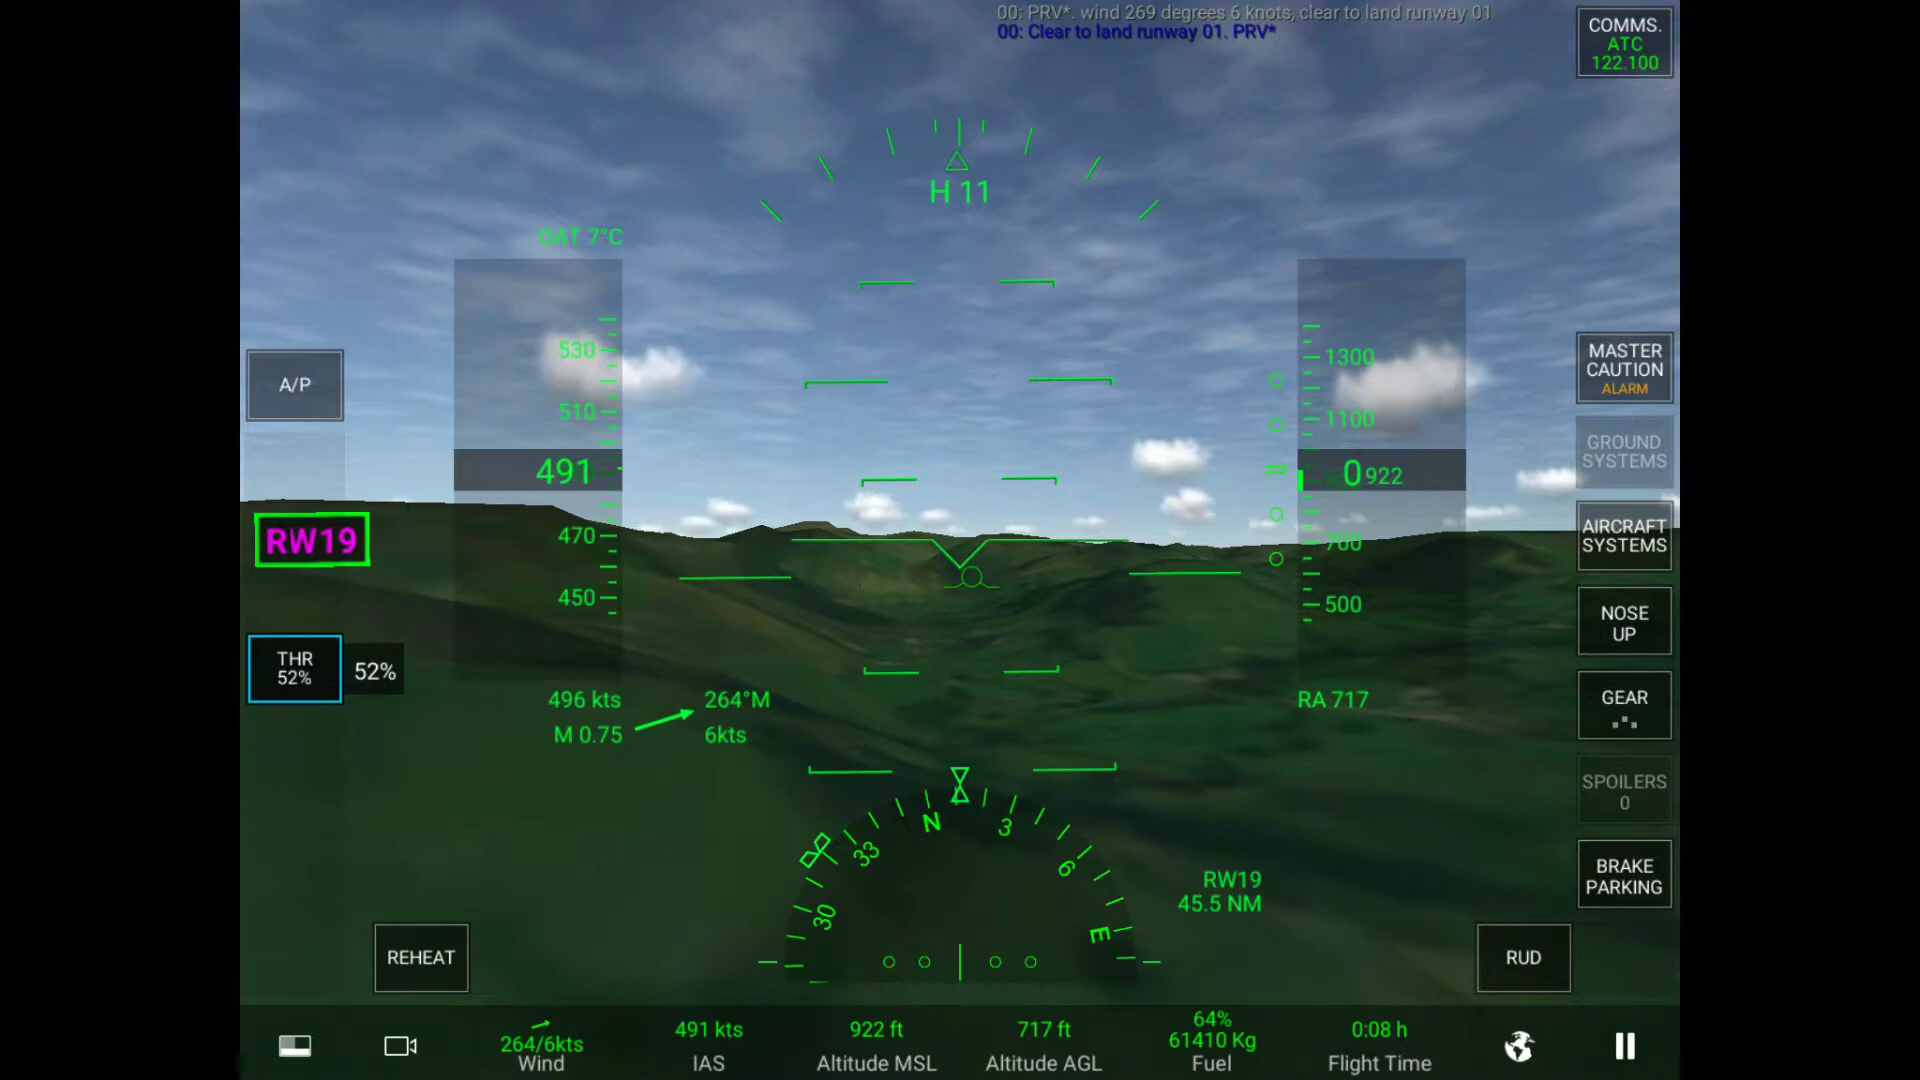 00: PRV*. wind 269 degrees 6 knots, clear to land runway 01
00: Clear to land runway 01. PRV*
COMMS.
ATC
122.100
H 11
OAT 7°C
530
510
491
470
450
1300
1100
0922
700
500
A/P
RW19
THR
52%
52%
MASTER
CAUTION
ALARM
GROUND
SYSTEMS
AIRCRAFT
SYSTEMS
NOSE
UP
GEAR
SPOILERS
0
BRAKE
PARKING
496 kts
M 0.75
264°M
6kts
RA 717
30
33
N
3
6
E
RW19
45.5 NM
REHEAT
RUD
264/6kts
Wind
491 kts
IAS
922 ft
Altitude MSL
717 ft
Altitude AGL
64%
61410 Kg
Fuel
0:08 h
Flight Time